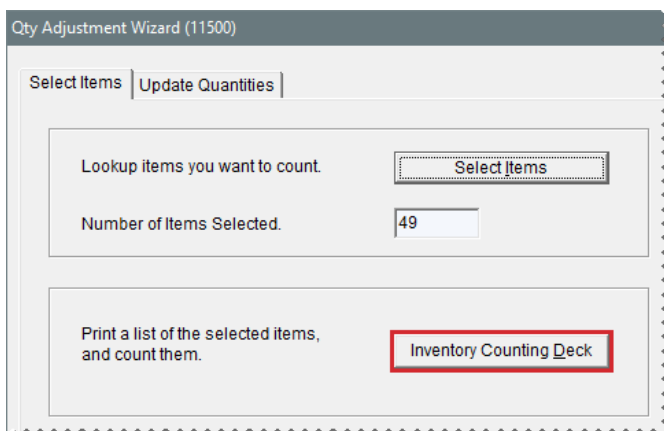 Qty Adjustment Wizard (11500)
Select Items
Update Quantities
Lookup items you want to count.
Select Items
Number of Items Selected.
49
Print a list of the selected items,
and count them.
Inventory Counting Deck